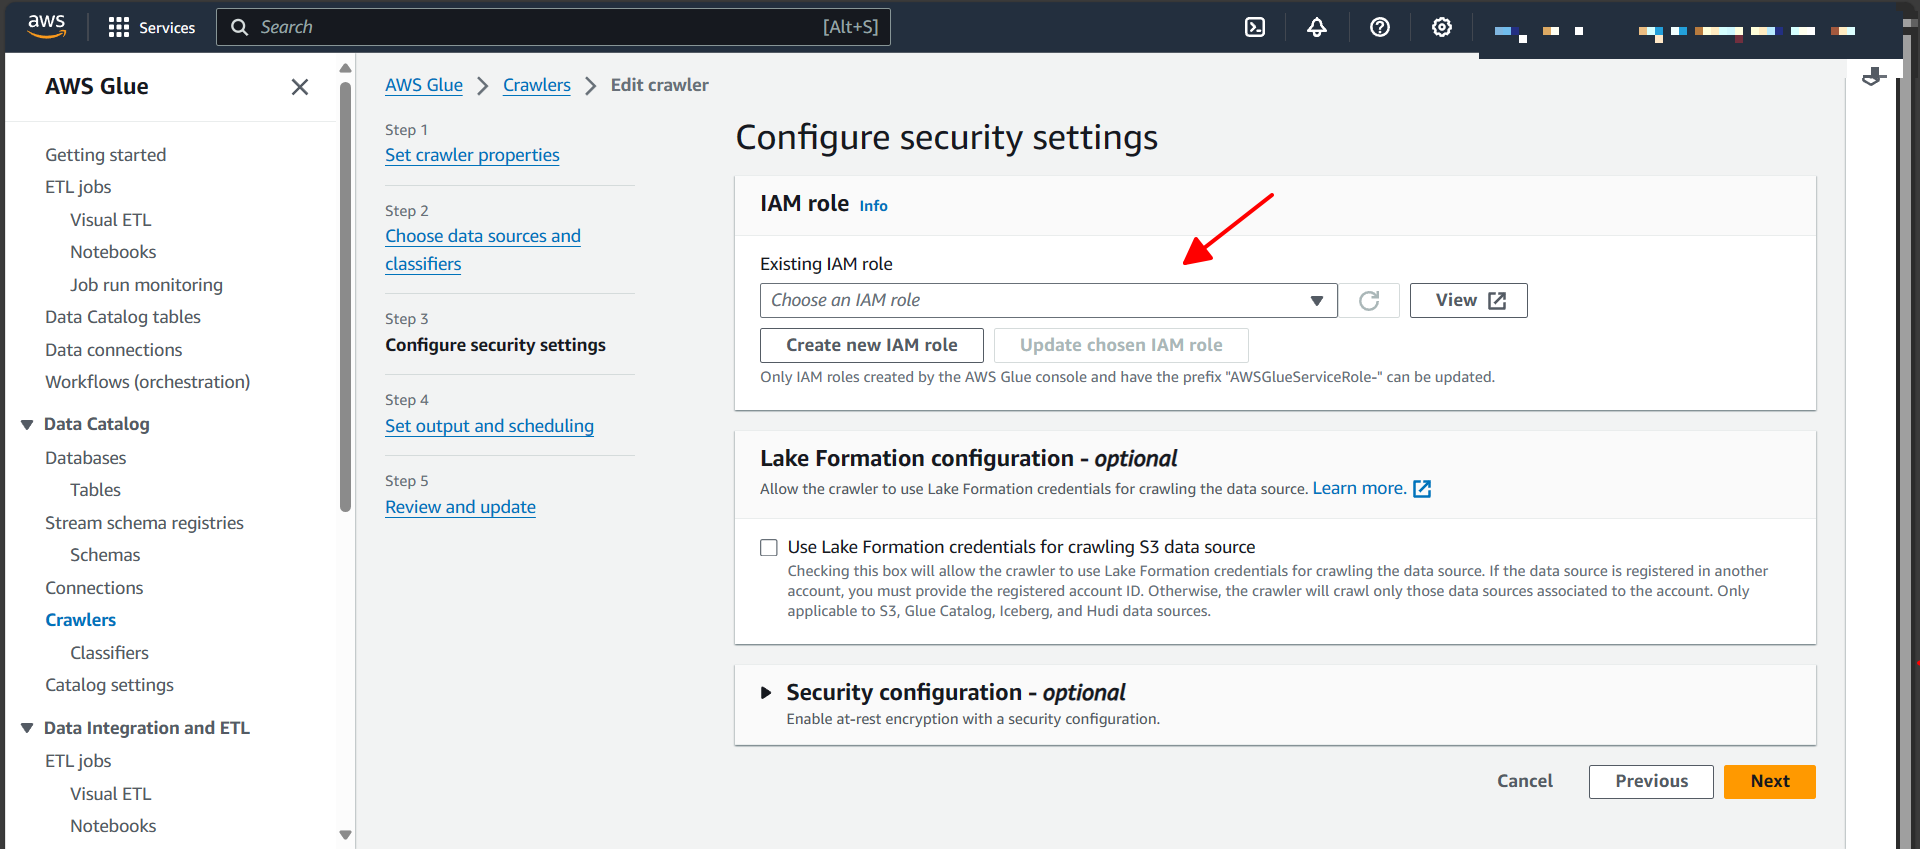 aws
Services
Search
[Alt+S]
AWS Glue
Getting started
ETL jobs
Visual ETL
Notebooks
Job run monitoring
Data Catalog tables
Data connections
Workflows (orchestration)
Data Catalog
Databases
Tables
Stream schema registries
Schemas
Connections
Crawlers
Classifiers
Catalog settings
Data Integration and ETL
ETL jobs
Visual ETL
Notebooks
AWS Glue > Crawlers > Edit crawler
Step 1
Set crawler properties
Step 2
Choose data sources and
classifiers
Step 3
Configure security settings
Step 4
Set output and scheduling
Step 5
Review and update
Configure security settings
IAM role Info
Existing IAM role
Choose an IAM role
View
Create new IAM role
Update chosen IAM role
Only IAM roles created by the AWS Glue console and have the prefix "AWSGlueServiceRole-" can be updated.
Lake Formation configuration - optional
Allow the crawler to use Lake Formation credentials for crawling the data source. Learn more.
Use Lake Formation credentials for crawling S3 data source
Checking this box will allow the crawler to use Lake Formation credentials for crawling the data source. If the data source is registered in another
account, you must provide the registered account ID. Otherwise, the crawler will crawl only those data sources associated to the account. Only
applicable to S3, Glue Catalog, Iceberg, and Hudi data sources.
Security configuration - optional
Enable at-rest encryption with a security configuration.
Cancel
Previous
Next